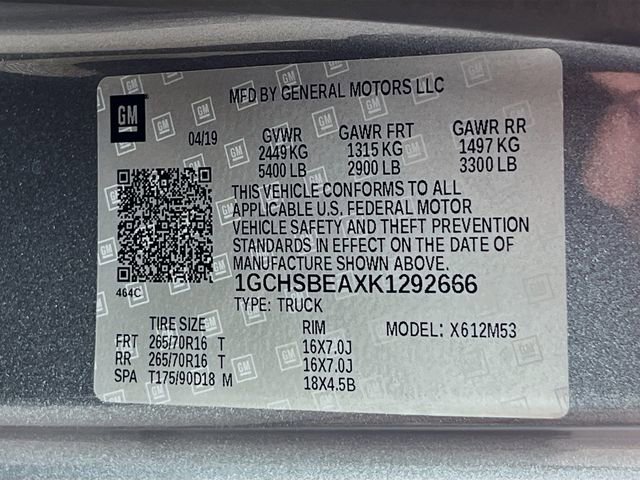 MFD BY GENERAL MOTORS LLC
GM
04/19 GVWR GAWR FRT GAWR RR
2449 KG 1315 KG 1497 KG
5400 LB 2900 LB 3300 LB
THIS VEHICLE CONFORMS TO ALL
APPLICABLE U.S. FEDERAL MOTOR
VEHICLE SAFETY AND THEFT PREVENTION
STANDARDS IN EFFECT ON THE DATE OF
MANUFACTURE SHOWN ABOVE.
464C
1GCHSBEAXK1292666
TYPE: TRUCK
TIRE SIZE RIM MODEL: X612M53
FRT 265/70R16 T 16X7.0J
RR 265/70R16 T 16X7.0J
SPA T175/90D18 M 18X4.5B